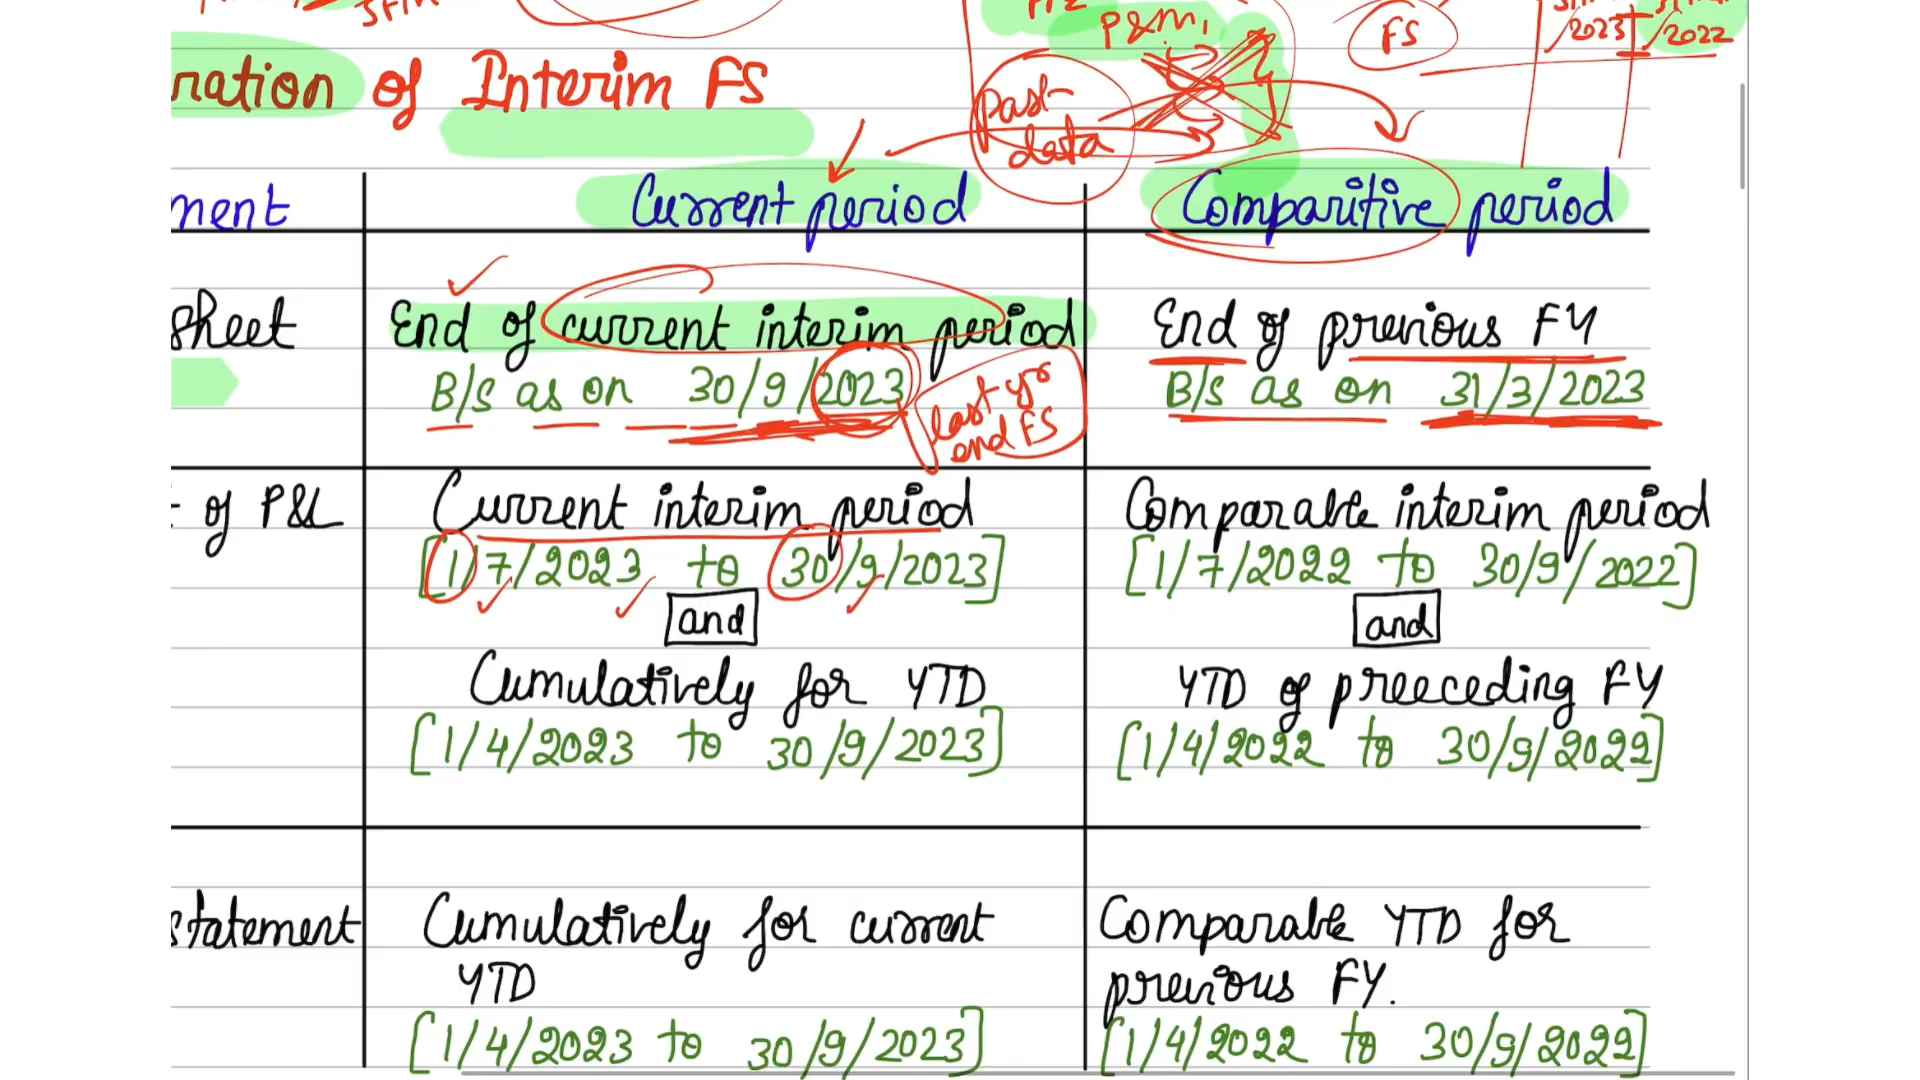 P&M,
FS
2023
/2022
ration of Interim FS
past
data
ment
Current period
Comparitive period
sheet
End of current interim period
B/s as on 30/9/2023
last yr
end FS
End of previous FY
B/s as on 31/3/2023
of P&L
Current interim period
[1/7/2023 to 30/9/2023]
and
Cumulatively for YTD
[1/4/2023 to 30/9/2023]
Comparable interim period
[1/7/2022 to 30/9/2022]
and
YTD of preeceding FY
[1/4/2022 to 30/9/2022]
statement
Cumulatively for current
YTD
[1/4/2023 to 30/9/2023]
Comparable YTD for
previous FY.
[1/4/2022 to 30/9/2022]